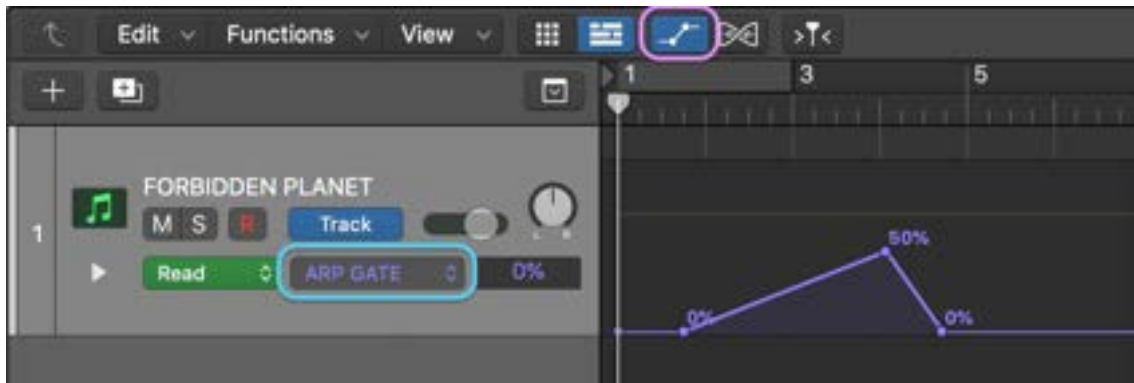 Edit Functions View
1 3 5
FORBIDDEN PLANET
M S R Track
1
Read ARP GATE 0%
50%
0% 0%